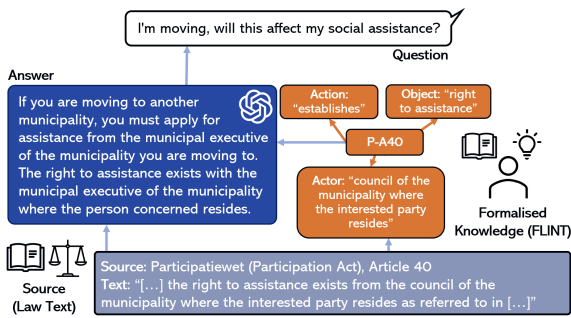 I'm moving, will this affect my social assistance?
Question
Answer
If you are moving to another
municipality, you must apply for
assistance from the municipal executive
of the municipality you are moving to.
The right to assistance exists with the
municipal executive of the municipality
where the person concerned resides.
Action:
"establishes"
Object: "right
to assistance"
P-A40
Actor: "council of the
municipality where
the interested party
resides"
Formalised
Knowledge (FLINT)
Source
(Law Text)
Source: Participatiewet (Participation Act), Article 40
Text: "[…] the right to assistance exists from the council of the
municipality where the interested party resides as referred to in […]"